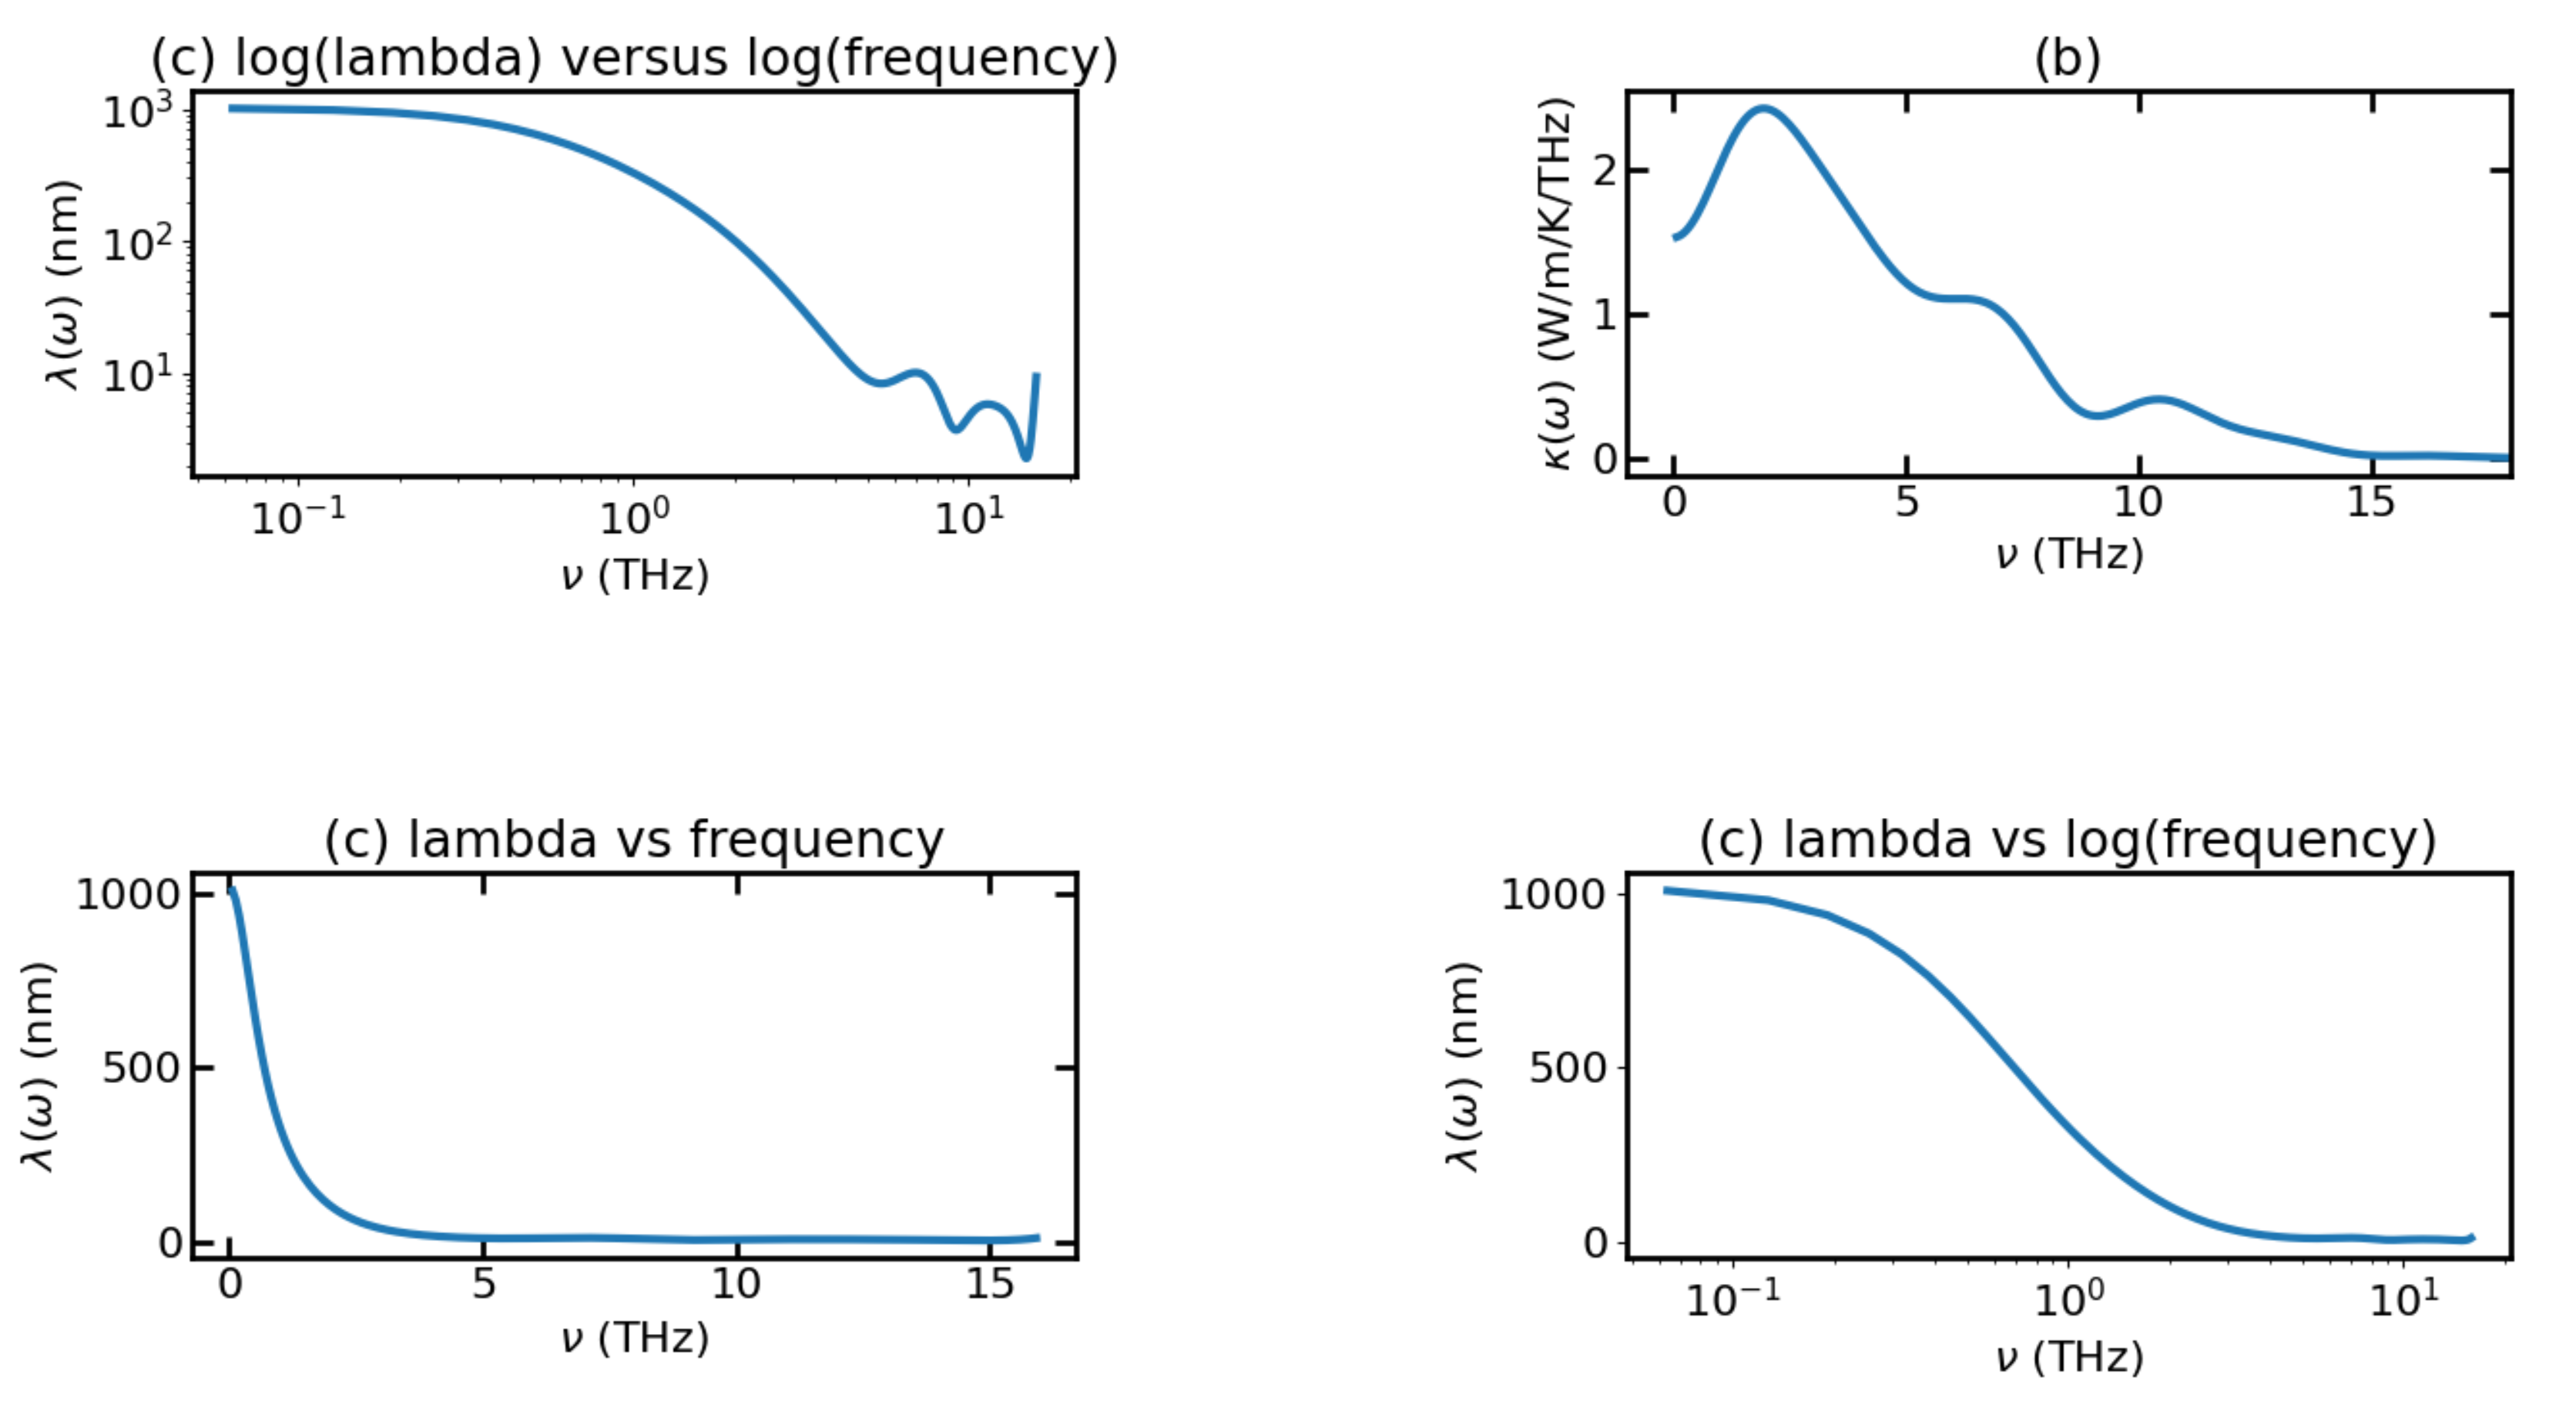 (c) log(lambda) versus log(frequency)
λ(ω) (nm)
10³
10²
10¹
10⁻¹ 10⁰ 10¹
ν (THz)
(b)
κ(ω) (W/m/K/THz)
2
1
0
0 5 10 15
ν (THz)
(c) lambda vs frequency
λ(ω) (nm)
1000
500
0
0 5 10 15
ν (THz)
(c) lambda vs log(frequency)
λ(ω) (nm)
1000
500
0
10⁻¹ 10⁰ 10¹
ν (THz)